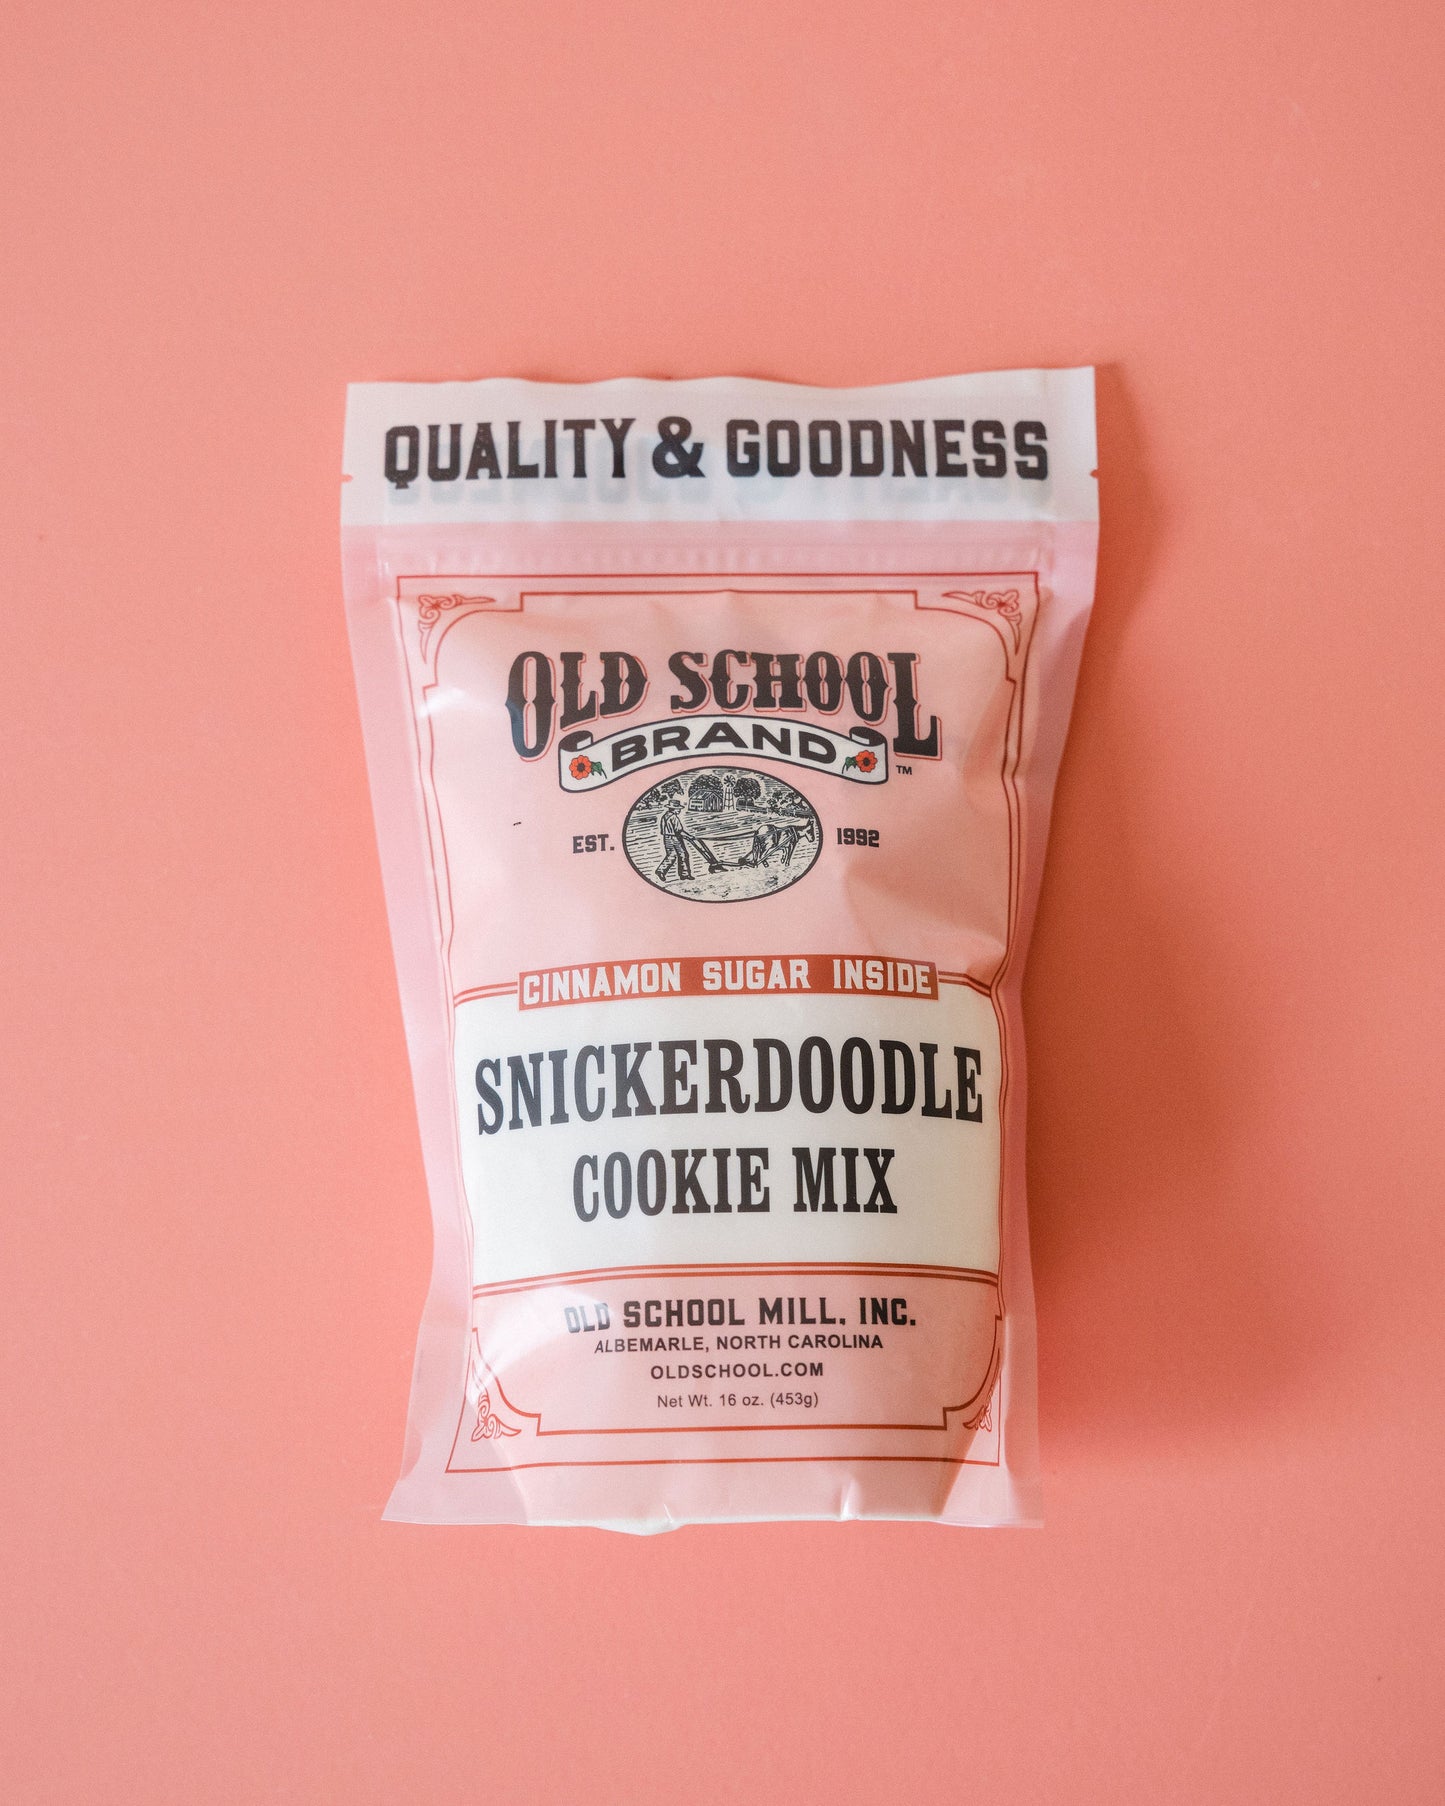 QUALITY & GOODNESS
OLD SCHOOL
BRAND
TM
EST. 1992
CINNAMON SUGAR INSIDE
SNICKERDOODLE
COOKIE MIX
OLD SCHOOL MILL, INC.
ALBEMARLE, NORTH CAROLINA
OLDSCHOOL.COM
Net Wt. 16 oz. (453g)